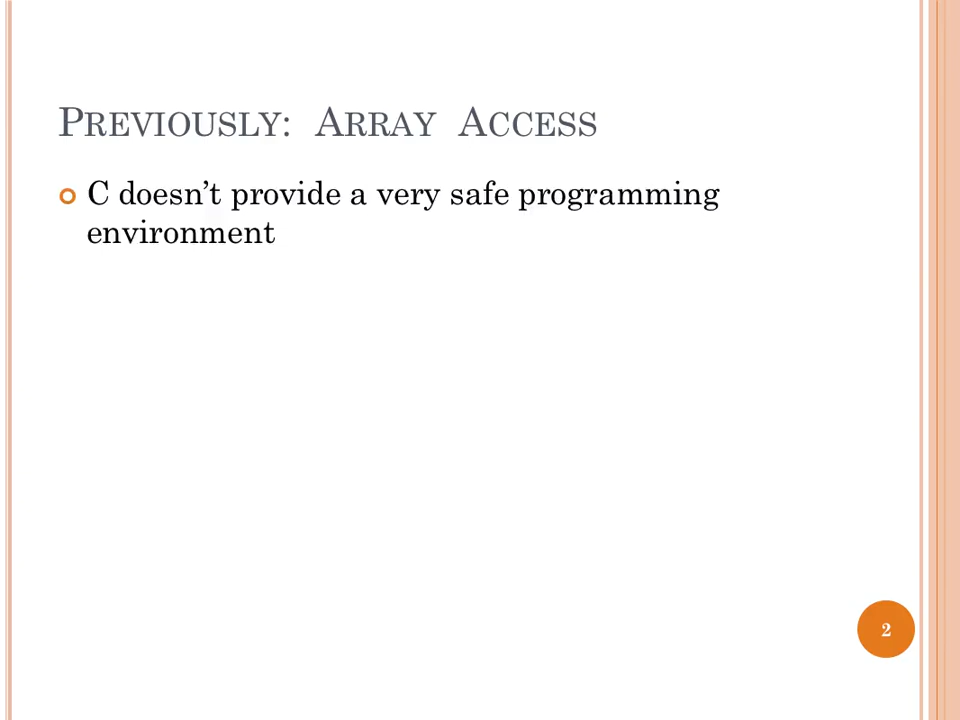 PREVIOUSLY: ARRAY ACCESS
C doesn’t provide a very safe programming
environment
2